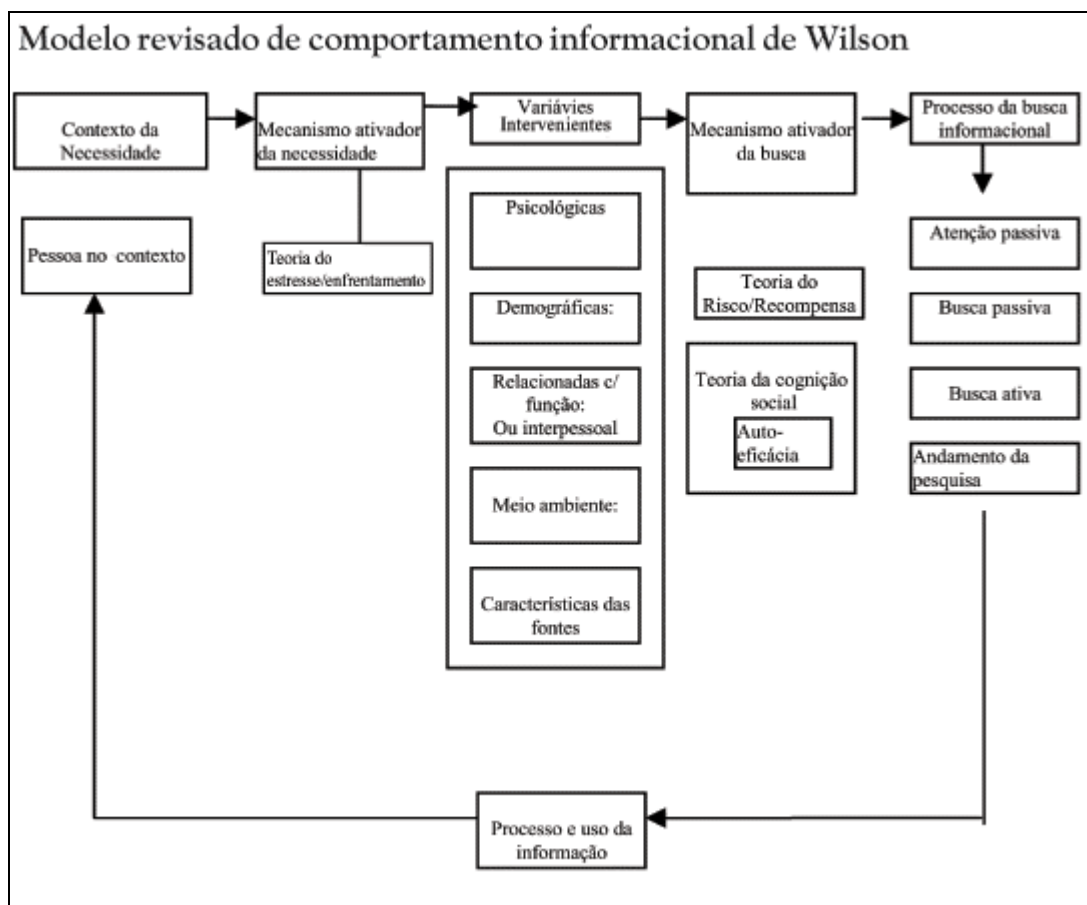 Modelo revisado de comportamento informacional de Wilson
Contexto da
Necessidade
Mecanismo ativador
da necessidade
Variávies
Intervenientes
Mecanismo ativador
da busca
Processo da busca
informacional
Pessoa no contexto
Teoria do
estresse/enfrentamento
Psicológicas
Demográficas:
Relacionadas c/
função:
Ou interpessoal
Meio ambiente:
Características das
fontes
Teoria do
Risco/Recompensa
Teoria da cognição
social
Auto-
eficácia
Atenção passiva
Busca passiva
Busca ativa
Andamento da
pesquisa
Processo e uso da
informação